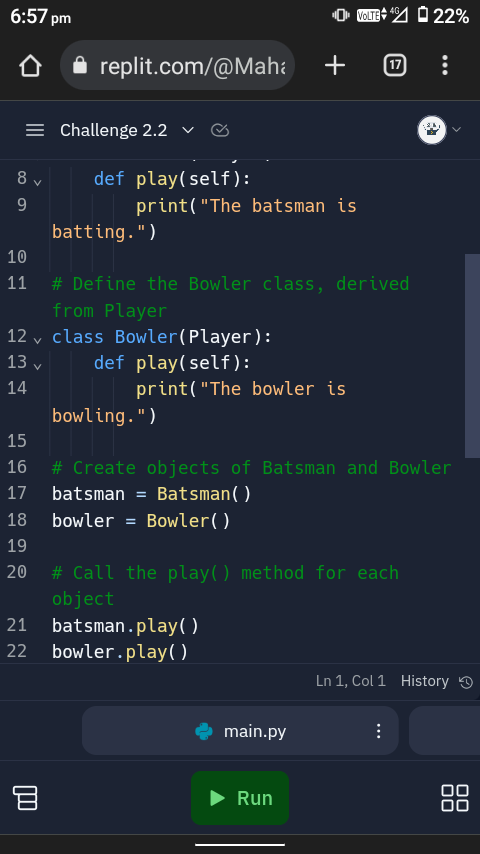 6:57 pm VoLTE 4G 22%
replit.com/@Maha
17
Challenge 2.2
8 def play(self):
9 print("The batsman is
batting.")
10
11 # Define the Bowler class, derived
from Player
12 class Bowler(Player):
13 def play(self):
14 print("The bowler is
bowling.")
15
16 # Create objects of Batsman and Bowler
17 batsman = Batsman()
18 bowler = Bowler()
19
20 # Call the play() method for each
object
21 batsman.play()
22 bowler.play()
Ln 1, Col 1 History
main.py
Run